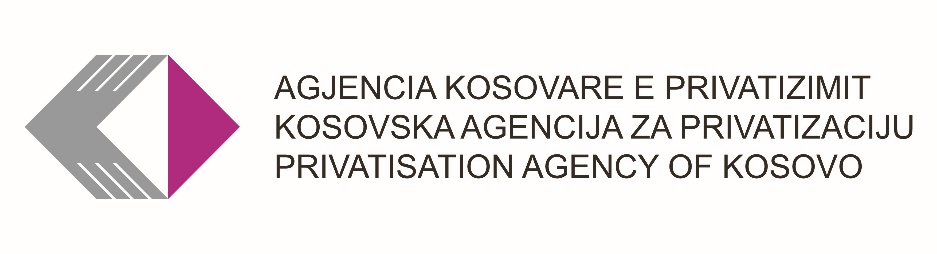 AGJENCIA KOSOVARE E PRIVATIZIMIT
KOSOVSKA AGENCIJA ZA PRIVATIZACIJU
PRIVATISATION AGENCY OF KOSOVO